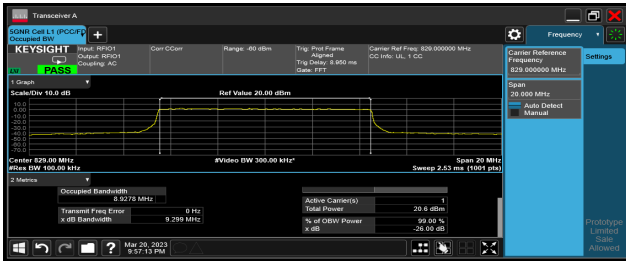 Transceiver A
5GNR Cell L1 (PCC/F
Occupied BW
Frequency
KEYSIGHT
Input: RFIO1
Output: RFIO1
Coupling: AC
Corr CCorr
Range: -60 dBm
Trig: Prot Frame
Aligned
Trig Delay: 8.950 ms
Gate: FFT
Carrier Ref Freq: 829.000000 MHz
CC Info: UL, 1 CC
PASS
Carrier Reference
Frequency
829.000000 MHz
Settings
Span
20.000 MHz
Auto Detect
Manual
1 Graph
Scale/Div 10.0 dB
Ref Value 20.00 dBm
10.0
0.0
-10.0
-20.0
-30.0
-40.0
-50.0
-60.0
-70.0
Center 829.00 MHz
#Video BW 300.00 kHz*
Span 20 MHz
#Res BW 100.00 kHz
Sweep 2.53 ms (1001 pts)
2 Metrics
Occupied Bandwidth
8.9278 MHz
Transmit Freq Error 0 Hz
x dB Bandwidth 9.299 MHz
Active Carrier(s) 1
Total Power 20.6 dBm
% of OBW Power 99.00 %
x dB -26.00 dB
Prototype
Limited
Sale
Allowed
Mar 20, 2023
9:57:13 PM